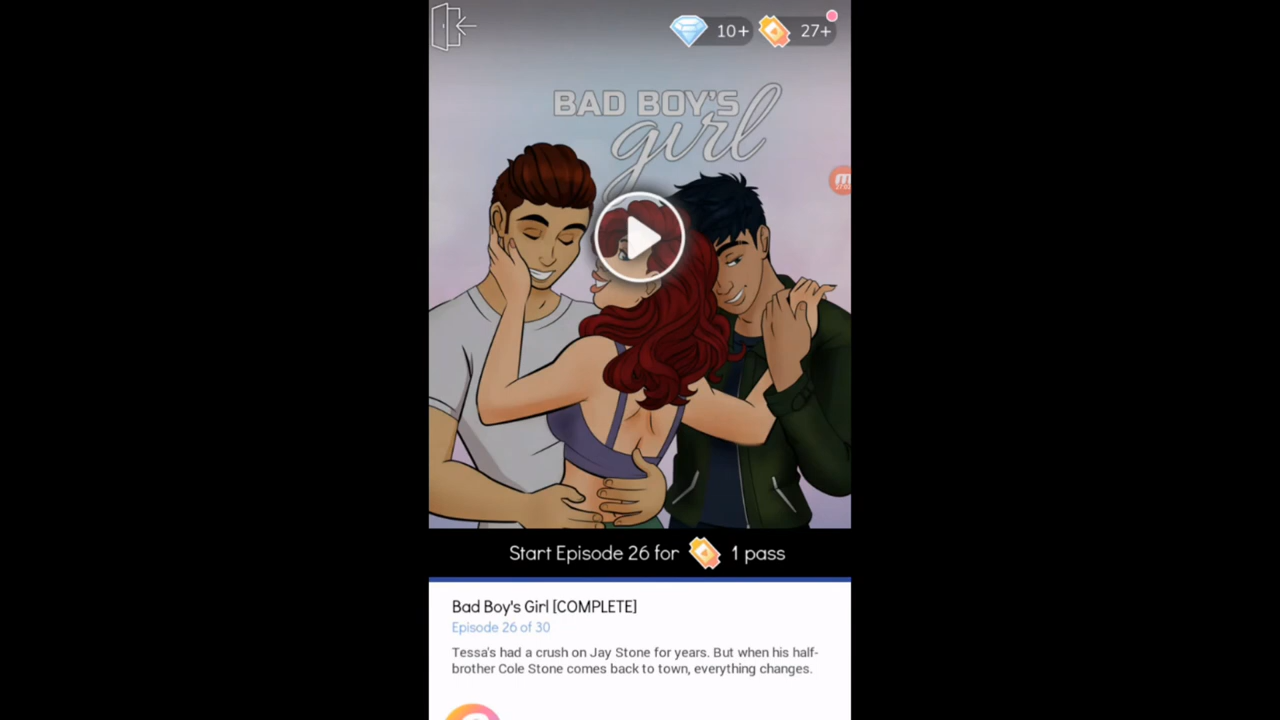 10+ 27+
BAD BOY'S
girl
Start Episode 26 for 1 pass
Bad Boy's Girl [COMPLETE]
Episode 26 of 30
Tessa's had a crush on Jay Stone for years. But when his half-
brother Cole Stone comes back to town, everything changes.